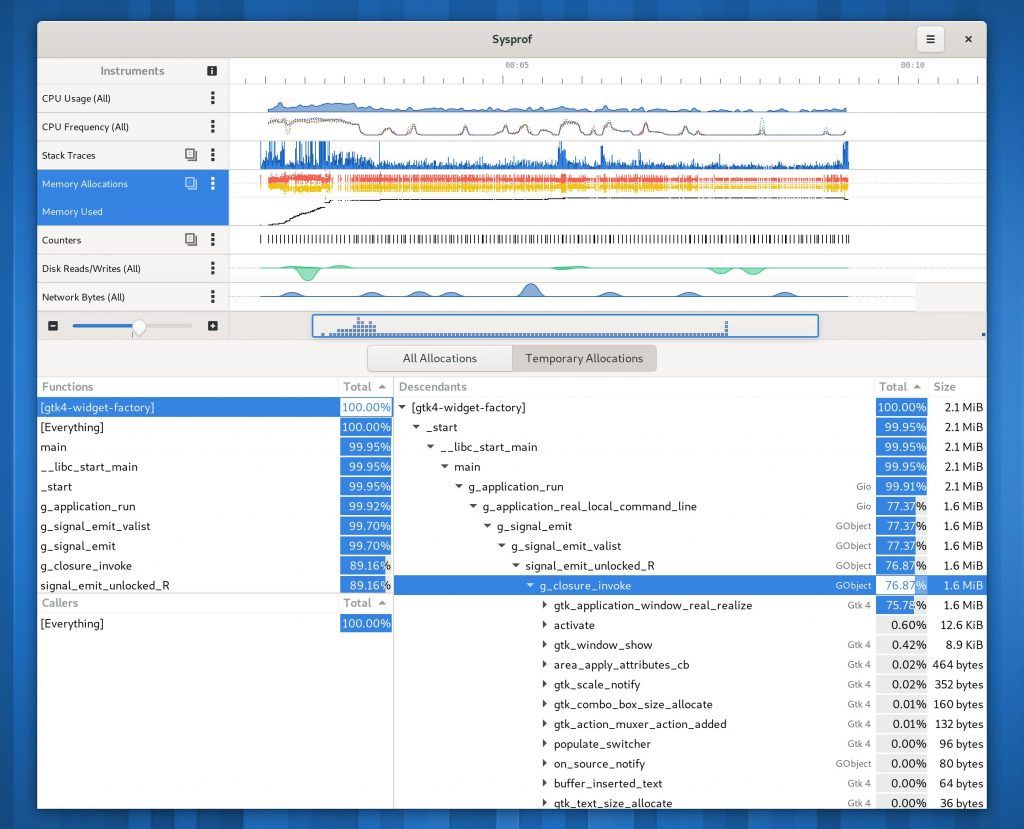 Sysprof
Instruments
00:05
00:10
CPU Usage (All)
CPU Frequency (All)
Stack Traces
Memory Allocations
Memory Used
Counters
Disk Reads/Writes (All)
Network Bytes (All)
All Allocations Temporary Allocations
Functions Total
[gtk4-widget-factory] 100.00%
[Everything] 100.00%
main 99.95%
__libc_start_main 99.95%
_start 99.95%
g_application_run 99.92%
g_signal_emit_valist 99.70%
g_signal_emit 99.70%
g_closure_invoke 89.16%
signal_emit_unlocked_R 89.16%
Callers Total
[Everything] 100.00%
Descendants Total Size
[gtk4-widget-factory] 100.00% 2.1 MiB
_start 99.95% 2.1 MiB
__libc_start_main 99.95% 2.1 MiB
main 99.95% 2.1 MiB
g_application_run Gio 99.91% 2.1 MiB
g_application_real_local_command_line Gio 77.37% 1.6 MiB
g_signal_emit GObject 77.37% 1.6 MiB
g_signal_emit_valist GObject 77.37% 1.6 MiB
signal_emit_unlocked_R GObject 76.87% 1.6 MiB
g_closure_invoke GObject 76.87% 1.6 MiB
gtk_application_window_real_realize Gtk 4 75.78% 1.6 MiB
activate 0.60% 12.6 KiB
gtk_window_show Gtk 4 0.42% 8.9 KiB
area_apply_attributes_cb Gtk 4 0.02% 464 bytes
gtk_scale_notify Gtk 4 0.02% 352 bytes
gtk_combo_box_size_allocate Gtk 4 0.01% 160 bytes
gtk_action_muxer_action_added Gtk 4 0.01% 132 bytes
populate_switcher Gtk 4 0.00% 96 bytes
on_source_notify GObject 0.00% 80 bytes
buffer_inserted_text Gtk 4 0.00% 64 bytes
gtk_text_size_allocate Gtk 4 0.00% 36 bytes